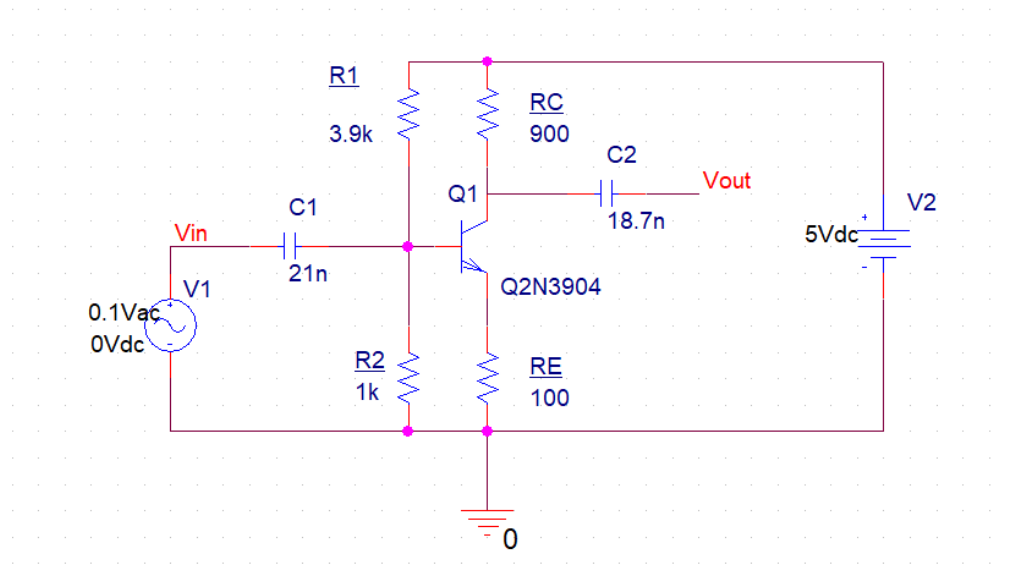 R1
3.9k
RC
900
C2
18.7n
Vout
Q1
Q2N3904
C1
21n
Vin
V1
0.1Vac
0Vdc
V2
+
5Vdc
-
R2
1k
RE
100
0